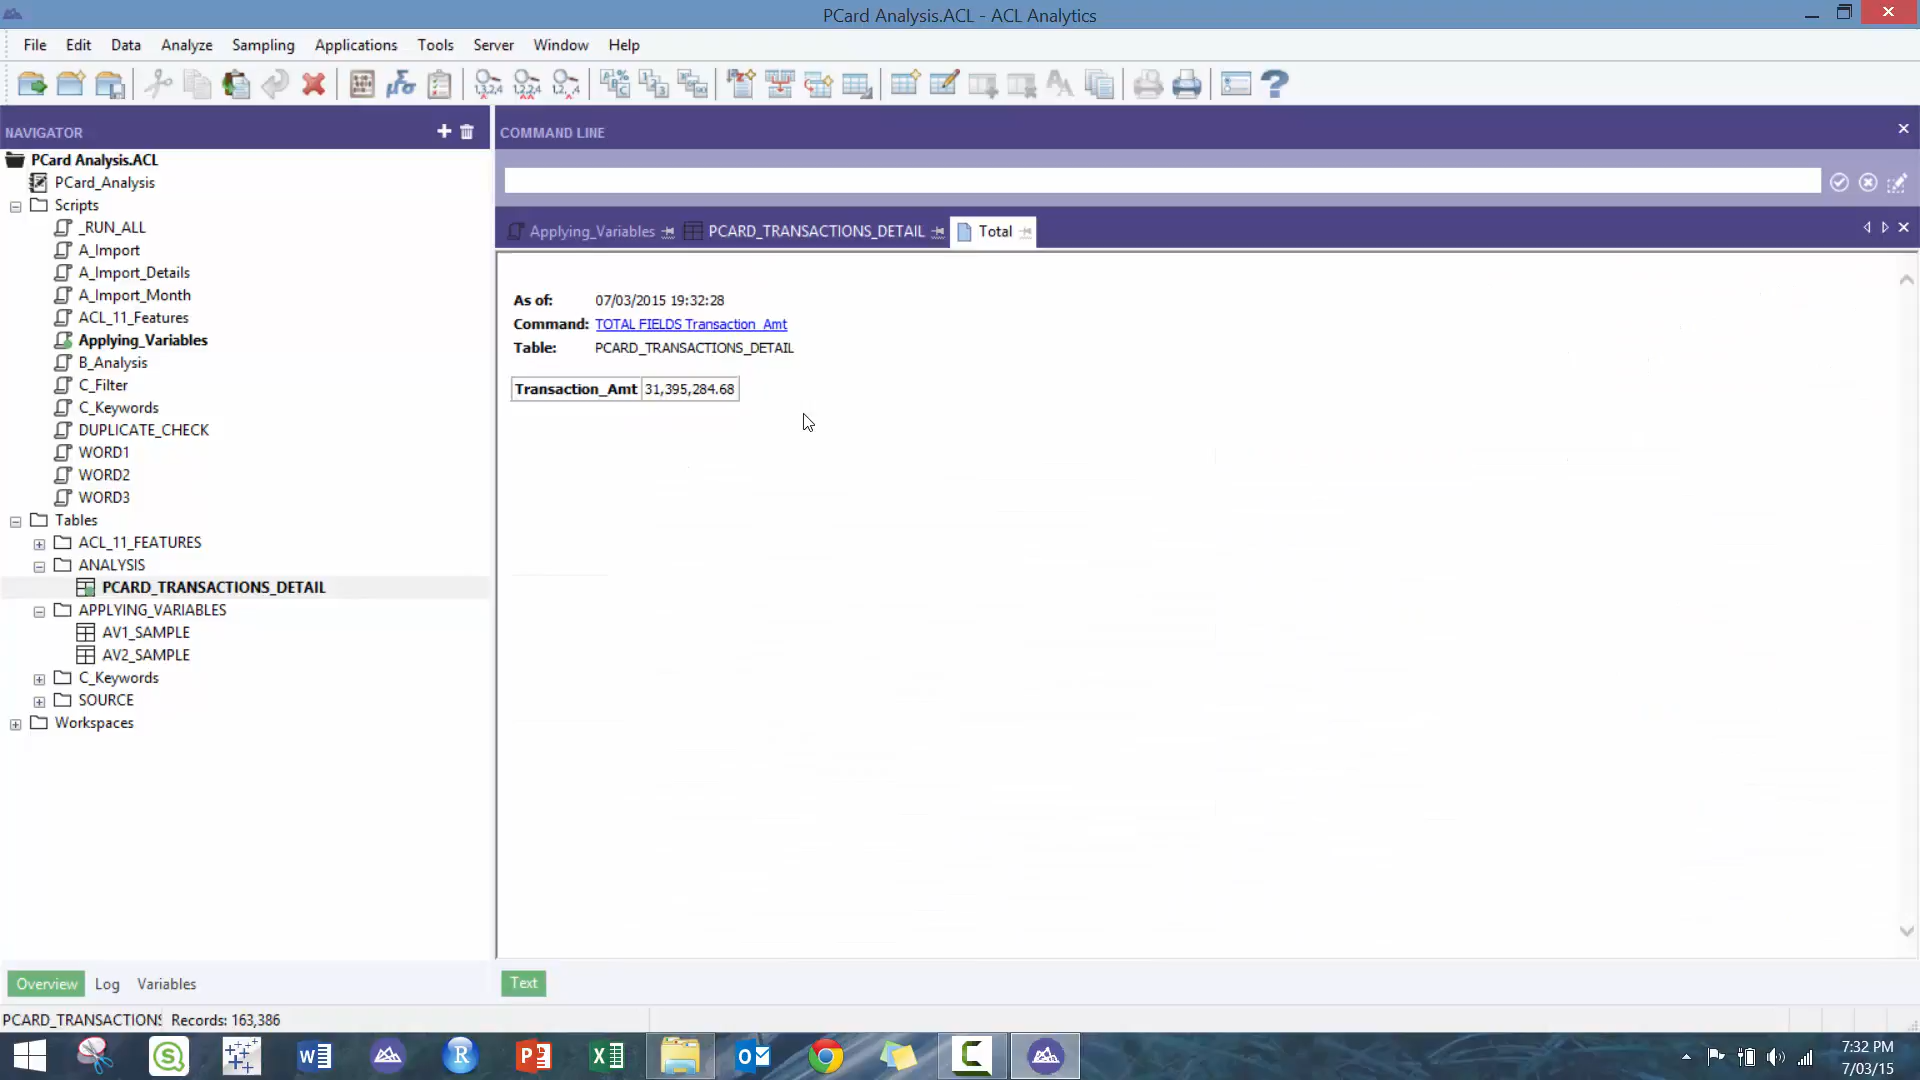 PCard Analysis.ACL - ACL Analytics
File Edit Data Analyze Sampling Applications Tools Server Window Help
NAVIGATOR
COMMAND LINE
PCard Analysis.ACL
PCard_Analysis
Scripts
_RUN_ALL
A_Import
A_Import_Details
A_Import_Month
ACL_11_Features
Applying_Variables
B_Analysis
C_Filter
C_Keywords
DUPLICATE_CHECK
WORD1
WORD2
WORD3
Tables
ACL_11_FEATURES
ANALYSIS
PCARD_TRANSACTIONS_DETAIL
APPLYING_VARIABLES
AV1_SAMPLE
AV2_SAMPLE
C_Keywords
SOURCE
Workspaces
Applying_Variables PCARD_TRANSACTIONS_DETAIL Total
As of: 07/03/2015 19:32:28
Command: TOTAL FIELDS Transaction_Amt
Table: PCARD_TRANSACTIONS_DETAIL
Transaction_Amt 31,395,284.68
Overview Log Variables
Text
PCARD_TRANSACTIONS Records: 163,386
7:32 PM
7/03/15